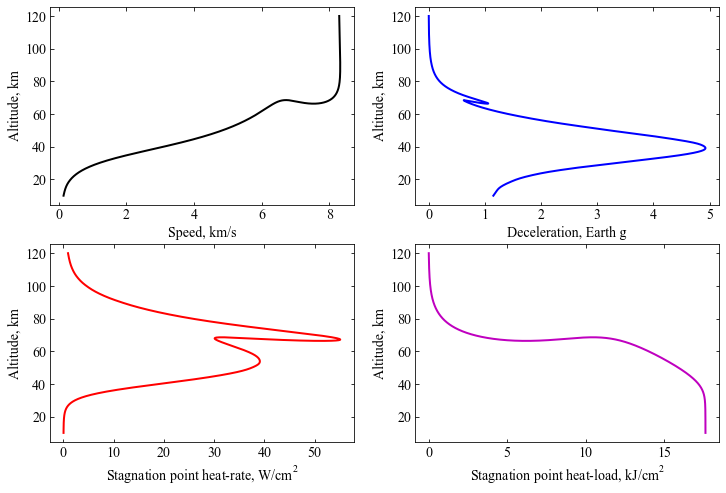 120
100
80
60
40
20
Altitude, km
0 2 4 6 8
Speed, km/s
120
100
80
60
40
20
Altitude, km
0 1 2 3 4 5
Deceleration, Earth g
120
100
80
60
40
20
Altitude, km
0 10 20 30 40 50
Stagnation point heat-rate, W/cm²
120
100
80
60
40
20
Altitude, km
0 5 10 15
Stagnation point heat-load, kJ/cm²